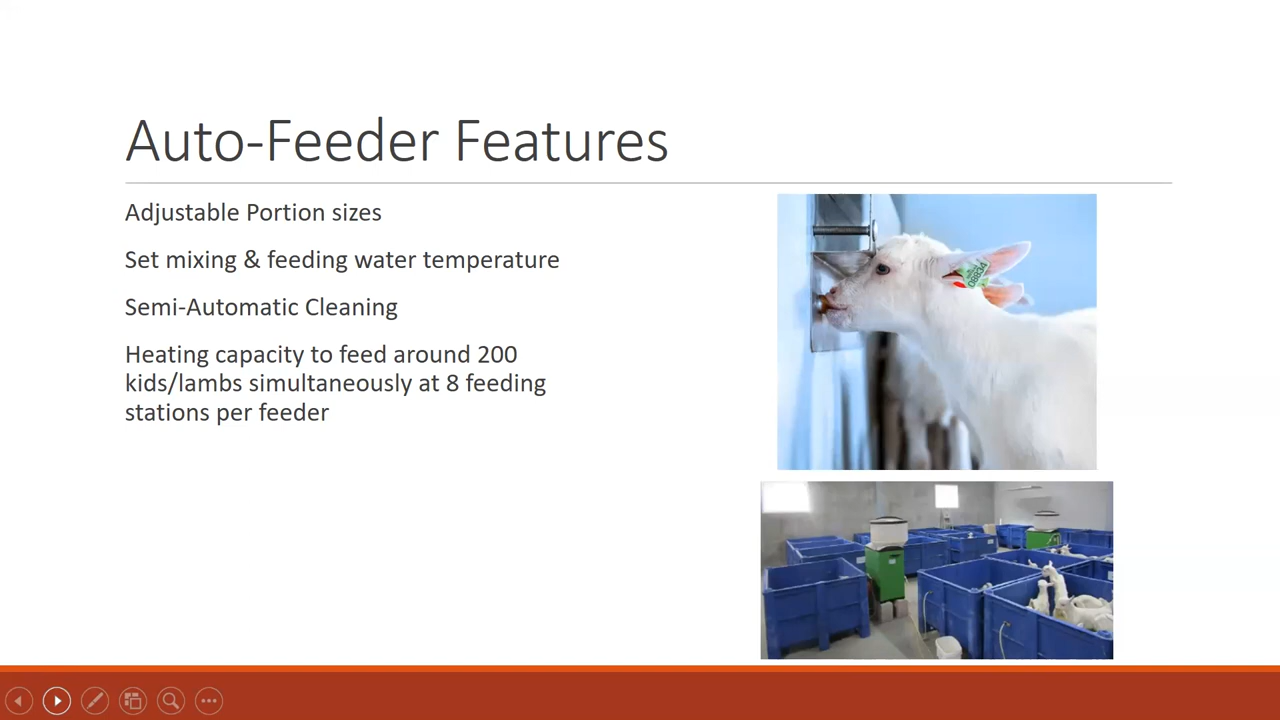 Auto-Feeder Features
Adjustable Portion sizes
Set mixing & feeding water temperature
Semi-Automatic Cleaning
Heating capacity to feed around 200
kids/lambs simultaneously at 8 feeding
stations per feeder
08834